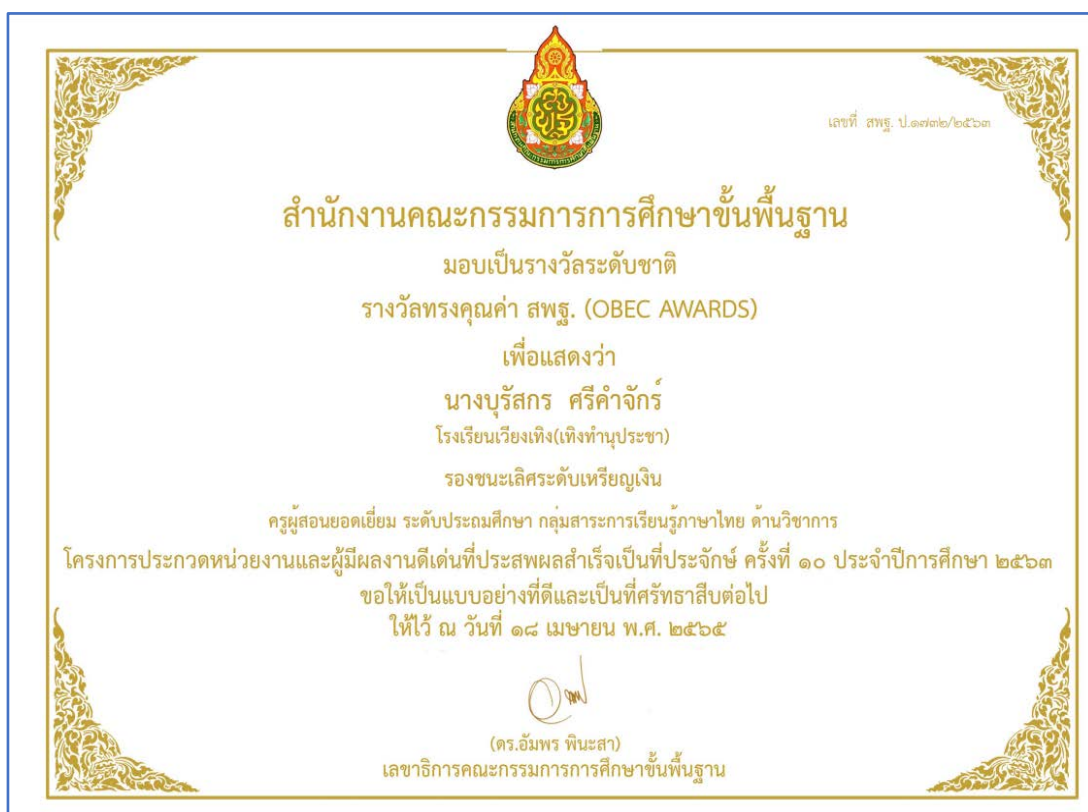 เลขที่ สพฐ. ป.๑๗๓๒/๒๕๖๓
สำนักงานคณะกรรมการการศึกษาขั้นพื้นฐาน
มอบเป็นรางวัลระดับชาติ
รางวัลทรงคุณค่า สพฐ. (OBEC AWARDS)
เพื่อแสดงว่า
นางบุรัสกร ศรีคำจักร์
โรงเรียนเวียงเทิง(เทิงทำนุประชา)
รองชนะเลิศระดับเหรียญเงิน
ครูผู้สอนยอดเยี่ยม ระดับประถมศึกษา กลุ่มสาระการเรียนรู้ภาษาไทย ด้านวิชาการ
โครงการประกวดหน่วยงานและผู้มีผลงานดีเด่นที่ประสพผลสำเร็จเป็นที่ประจักษ์ ครั้งที่ ๑๐ ประจำปีการศึกษา ๒๕๖๓
ขอให้เป็นแบบอย่างที่ดีและเป็นที่ศรัทธาสืบต่อไป
ให้ไว้ ณ วันที่ ๑๘ เมษายน พ.ศ. ๒๕๖๕
(ดร.อัมพร พินะสา)
เลขาธิการคณะกรรมการการศึกษาขั้นพื้นฐาน